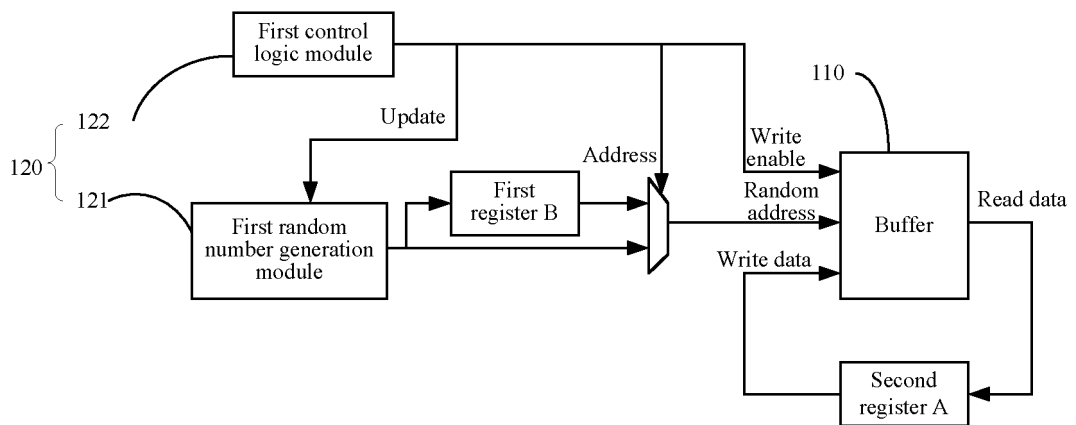 First control
logic module
110
122
Update
120
Write
enable
Address
121
First
register B
Random
address
Read data
First random
number generation
module
Buffer
Write data
Second
register A